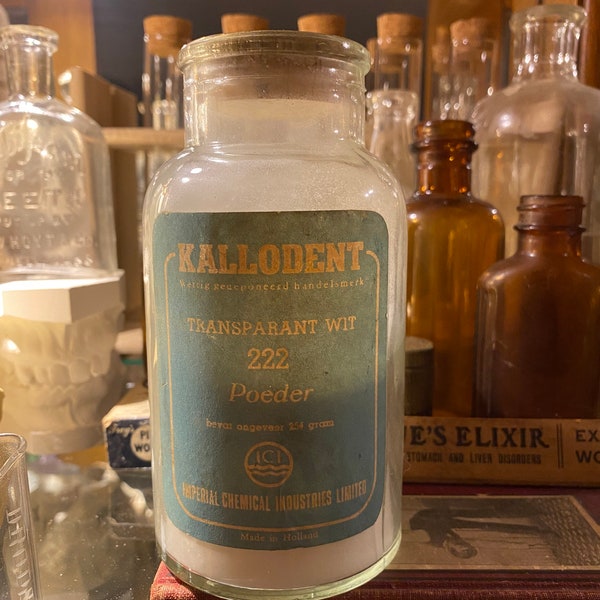 KALLODENT
Wettig gedeponeerd handelsmerk
TRANSPARANT WIT
222
Poeder
bevat ongeveer 254 gram
ICI
IMPERIAL CHEMICAL INDUSTRIES LIMITED
Made in Holland
E'S ELIXIR
STOMACH AND LIVER DISORDERS